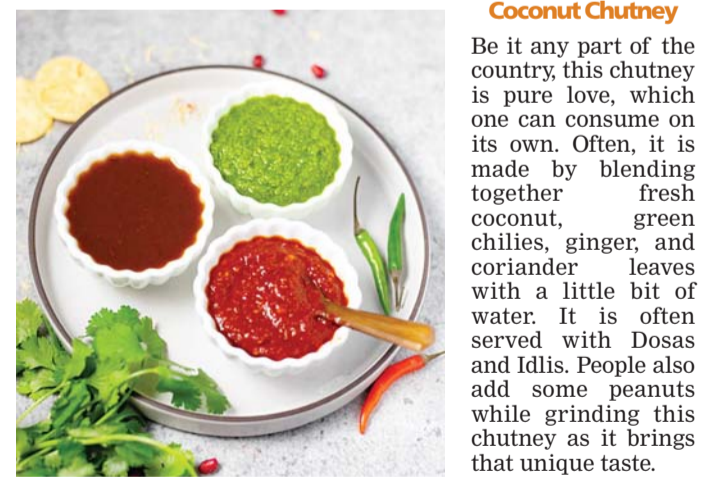 Coconut Chutney
Be it any part of the
country, this chutney
is pure love, which
one can consume on
its own. Often, it is
made by blending
together fresh
coconut, green
chilies, ginger, and
coriander leaves
with a little bit of
water. It is often
served with Dosas
and Idlis. People also
add some peanuts
while grinding this
chutney as it brings
that unique taste.